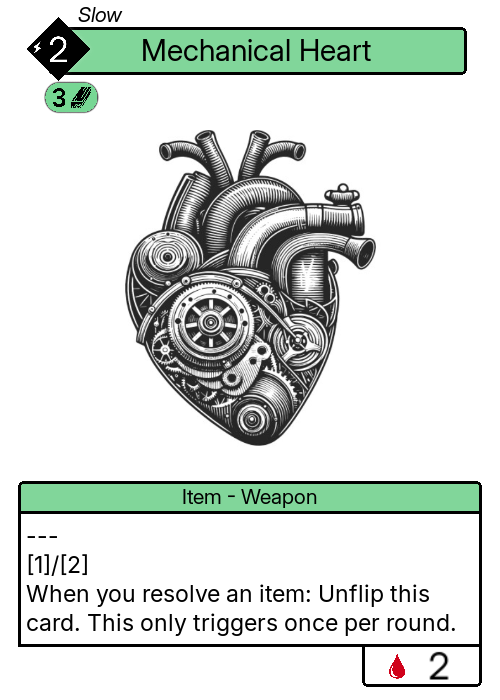 Slow
2
Mechanical Heart
3
Item - Weapon
---
[1]/[2]
When you resolve an item: Unflip this
card. This only triggers once per round.
2